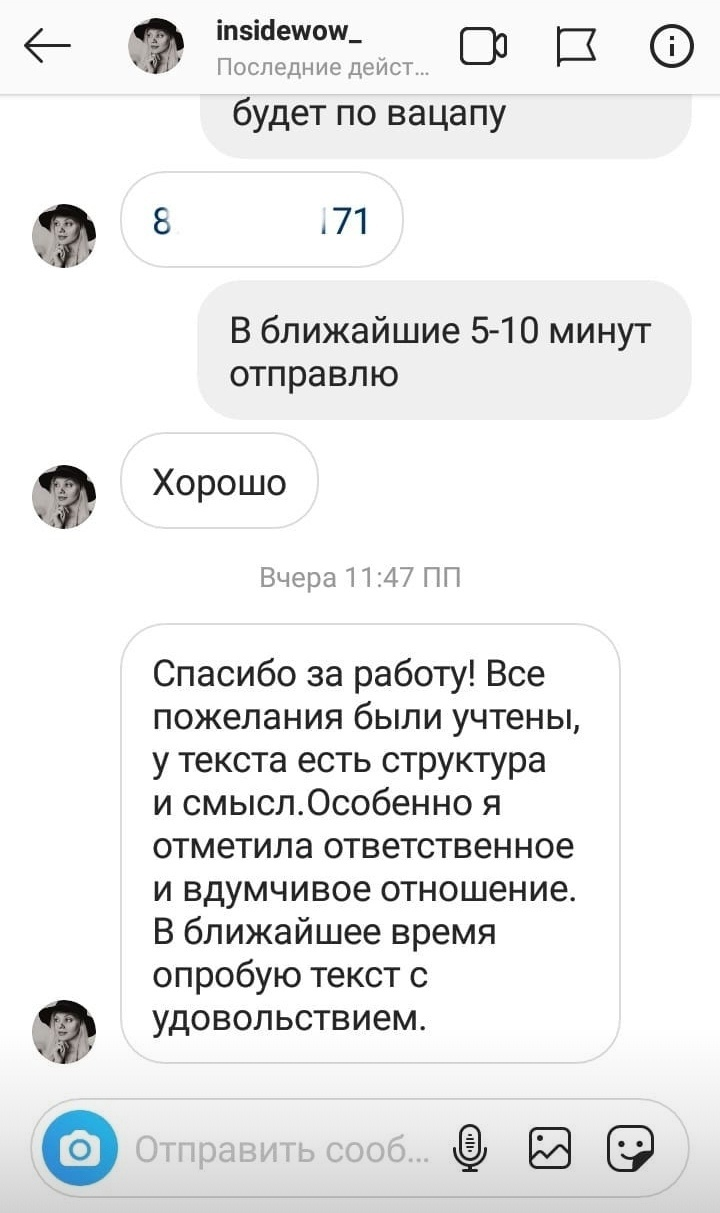 insidewow_
Последние дейст...
будет по вацапу
8 171
В ближайшие 5-10 минут
отправлю
Хорошо
Вчера 11:47 ПП
Спасибо за работу! Все
пожелания были учтены,
у текста есть структура
и смысл.Особенно я
отметила ответственное
и вдумчивое отношение.
В ближайшее время
опробую текст с
удовольствием.
Отправить сооб...